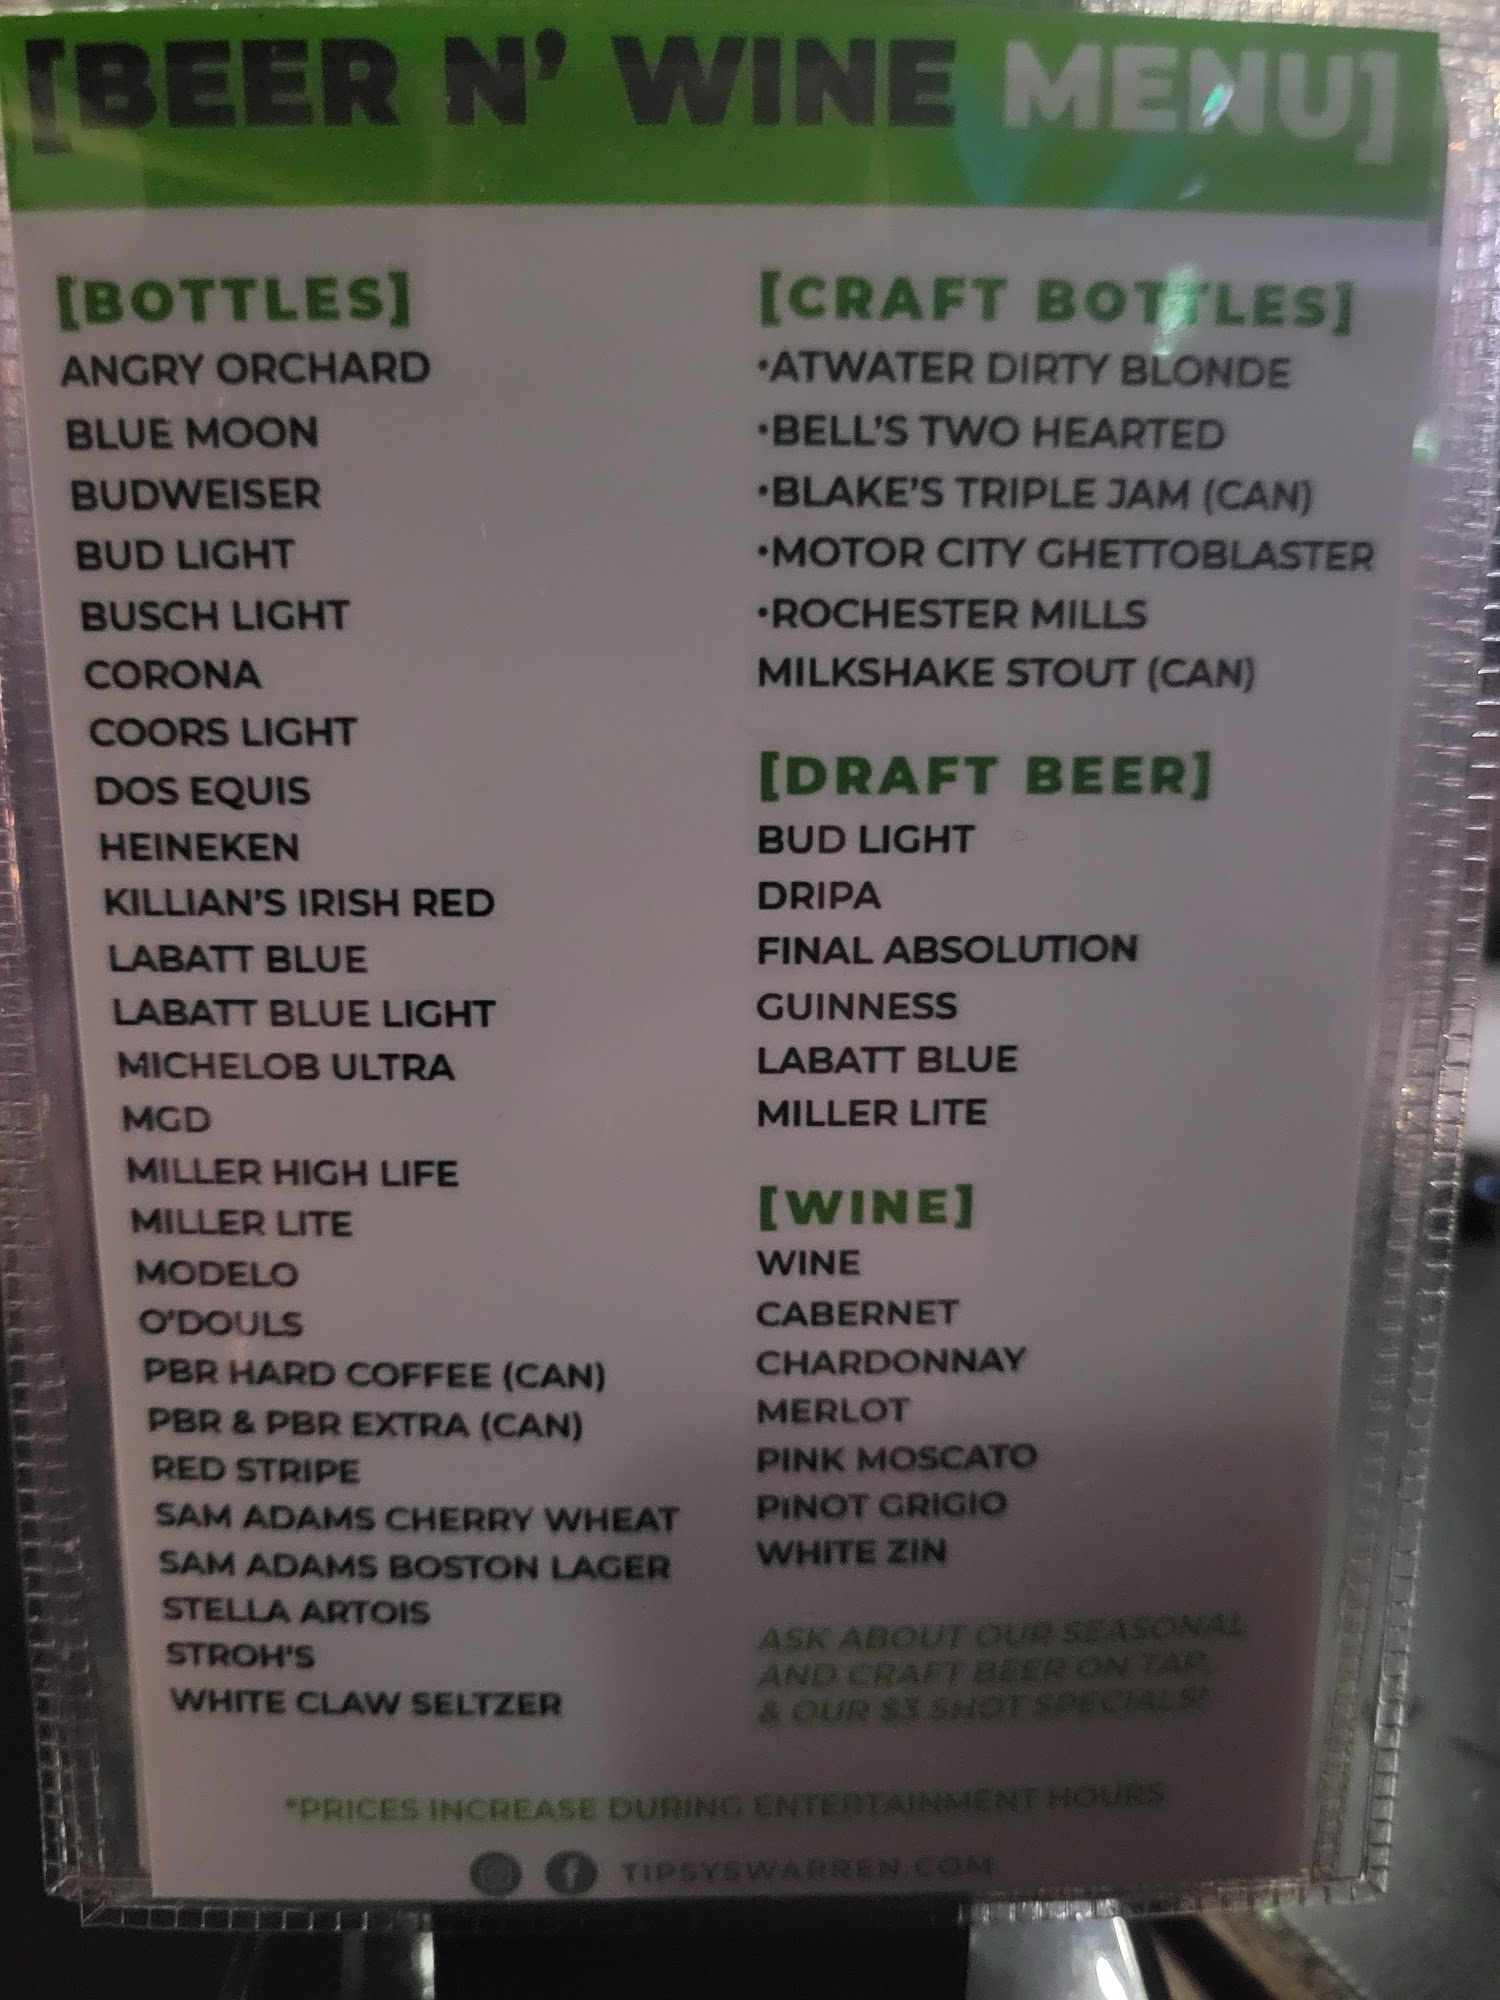 [BEER N' WINE MENU]
[BOTTLES]
ANGRY ORCHARD
BLUE MOON
BUDWEISER
BUD LIGHT
BUSCH LIGHT
CORONA
COORS LIGHT
DOS EQUIS
HEINEKEN
KILLIAN'S IRISH RED
LABATT BLUE
LABATT BLUE LIGHT
MICHELOB ULTRA
MGD
MILLER HIGH LIFE
MILLER LITE
MODELO
O'DOULS
PBR HARD COFFEE (CAN)
PBR & PBR EXTRA (CAN)
RED STRIPE
SAM ADAMS CHERRY WHEAT
SAM ADAMS BOSTON LAGER
STELLA ARTOIS
STROH'S
WHITE CLAW SELTZER
[CRAFT BOTTLES]
•ATWATER DIRTY BLONDE
•BELL'S TWO HEARTED
•BLAKE'S TRIPLE JAM (CAN)
•MOTOR CITY GHETTOBLASTER
•ROCHESTER MILLS
MILKSHAKE STOUT (CAN)
[DRAFT BEER]
BUD LIGHT
DRIPA
FINAL ABSOLUTION
GUINNESS
LABATT BLUE
MILLER LITE
[WINE]
WINE
CABERNET
CHARDONNAY
MERLOT
PINK MOSCATO
PINOT GRIGIO
WHITE ZIN
ASK ABOUT OUR SEASONAL
AND CRAFT BEER ON TAP,
& OUR $3 SHOT SPECIALS!
*PRICES INCREASE DURING ENTERTAINMENT HOURS
TIPSYSWARREN.COM